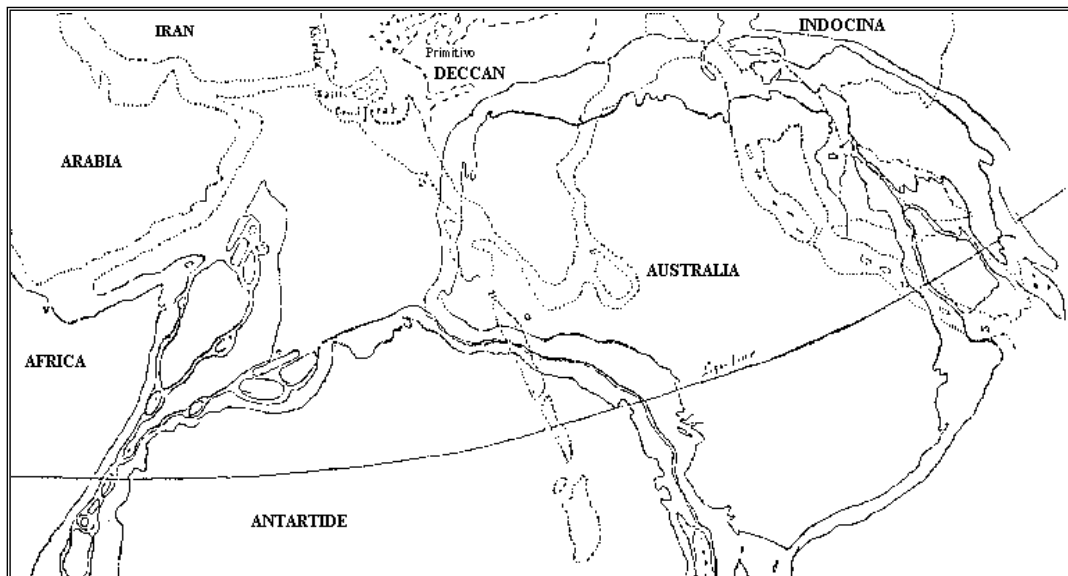 IRAN
INDOCINA
Primitivo
DECCAN
ARABIA
AUSTRALIA
AFRICA
ANTARTIDE